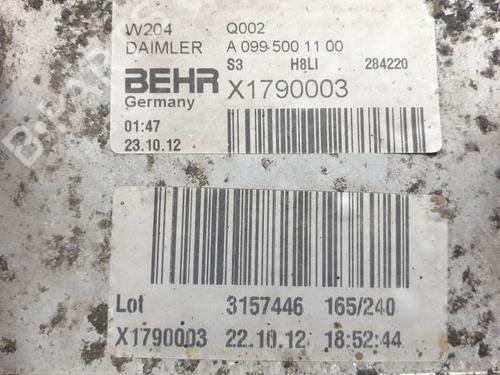 W204 Q002
DAIMLER A 099 500 11 00
S3 H8LI 284220
BEHR X1790003
Germany
01:47
23.10.12
Lot 3157446 165/240
X1790003 22.10.12 18:52:44